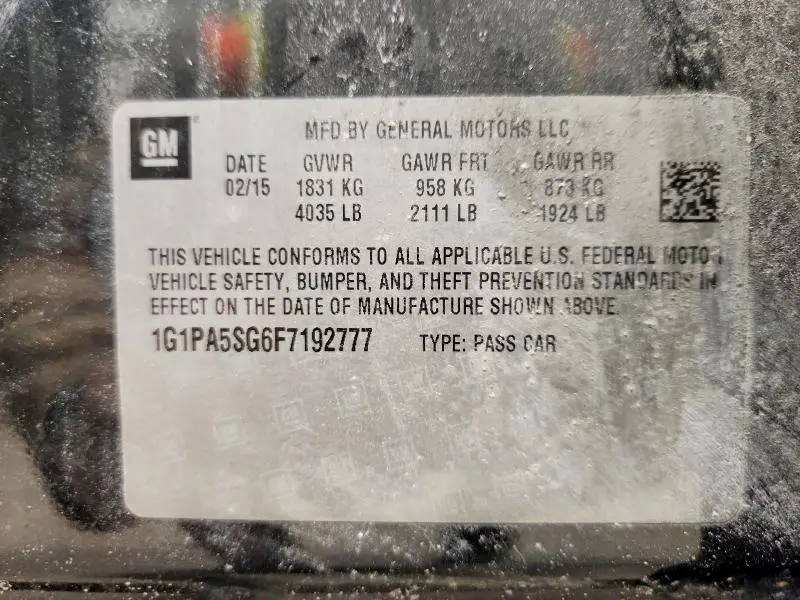 GM
MFD BY GENERAL MOTORS LLC
DATE GVWR GAWR FRT GAWR RR
02/15 1831 KG 958 KG 873 KG
4035 LB 2111 LB 1924 LB
THIS VEHICLE CONFORMS TO ALL APPLICABLE U.S. FEDERAL MOTOR
VEHICLE SAFETY, BUMPER, AND THEFT PREVENTION STANDARDS IN
EFFECT ON THE DATE OF MANUFACTURE SHOWN ABOVE.
1G1PA5SG6F7192777 TYPE: PASS CAR